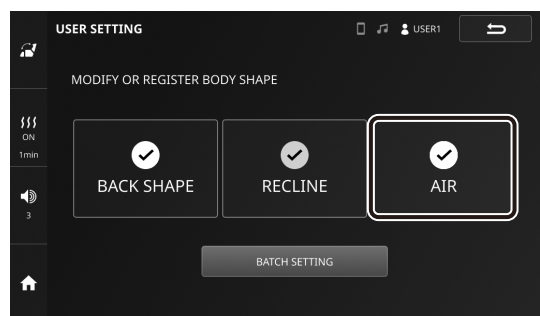 USER SETTING
USER1
MODIFY OR REGISTER BODY SHAPE
ON
1min
3
BACK SHAPE
RECLINE
AIR
BATCH SETTING